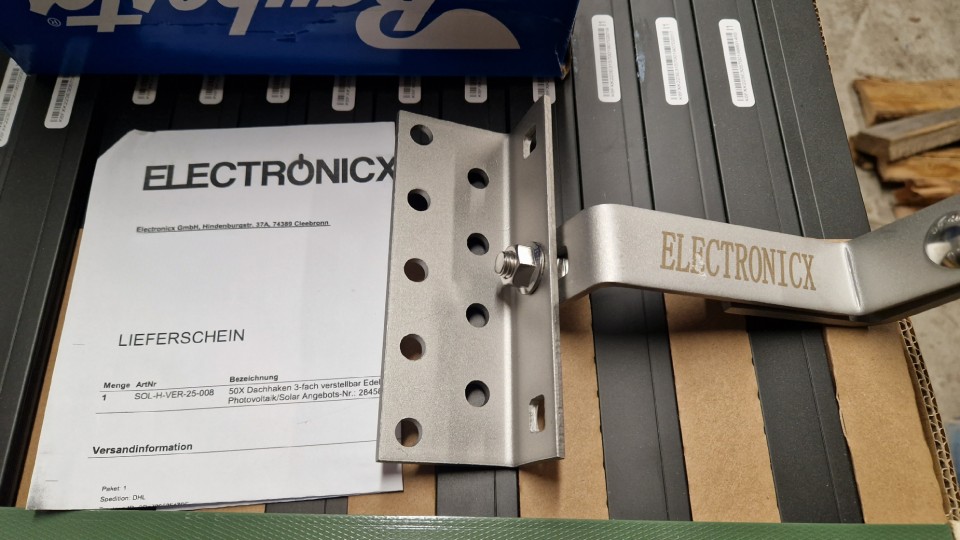 ELECTRONICX
Electronicx GmbH, Hindenburgstr. 37A, 74389 Cleebronn
LIEFERSCHEIN
Menge ArtNr Bezeichnung
1 SOL-H-VER-25-008 50X Dachhaken 3-fach verstellbar
Photovoltaik/Solar Angebots-Nr.:
Versandinformation
Paket: 1
Spedition: DHL
ELECTRONICX